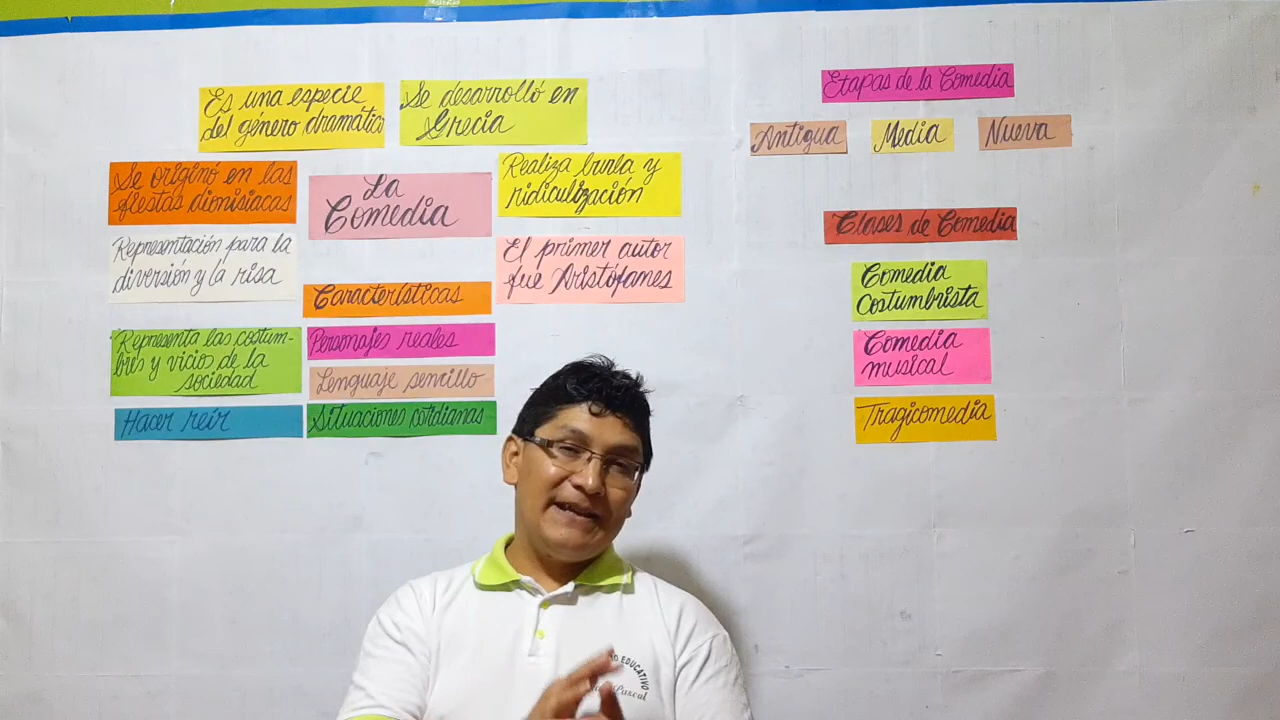 Es una especie
del género dramático
Se desarrolló en
Grecia
Se originó en las
fiestas dionisiacas
La
Comedia
Realiza burla y
ridiculización
Representación para la
diversión y la risa
El primer autor
fue Aristófanes
Características
Representa las costum-
bres y vicios de la
sociedad
Personajes reales
Lenguaje sencillo
Hacer reír
Situaciones cotidianas
Etapas de la Comedia
Antigua
Media
Nueva
Clases de Comedia
Comedia
Costumbrista
Comedia
musical
Tragicomedia
EDUCATIVO